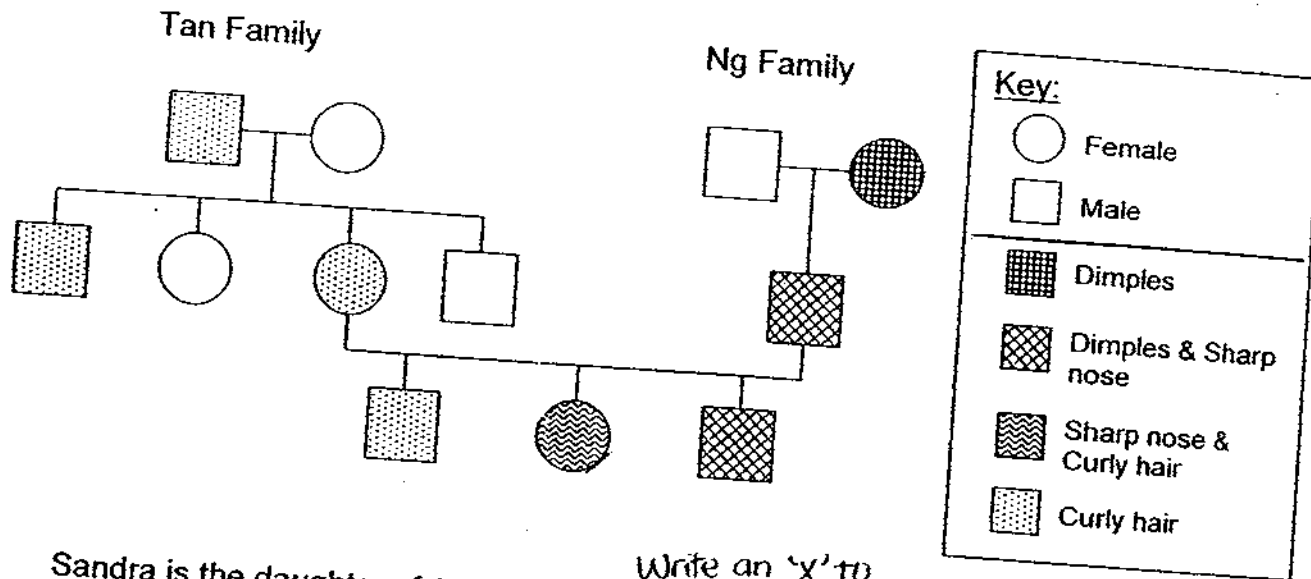 Tan Family
Ng Family
Key:
Female
Male
Dimples
Dimples & Sharp
nose
Sharp nose &
Curly hair
Curly hair
Sandra is the daughter of
Write an 'x' to